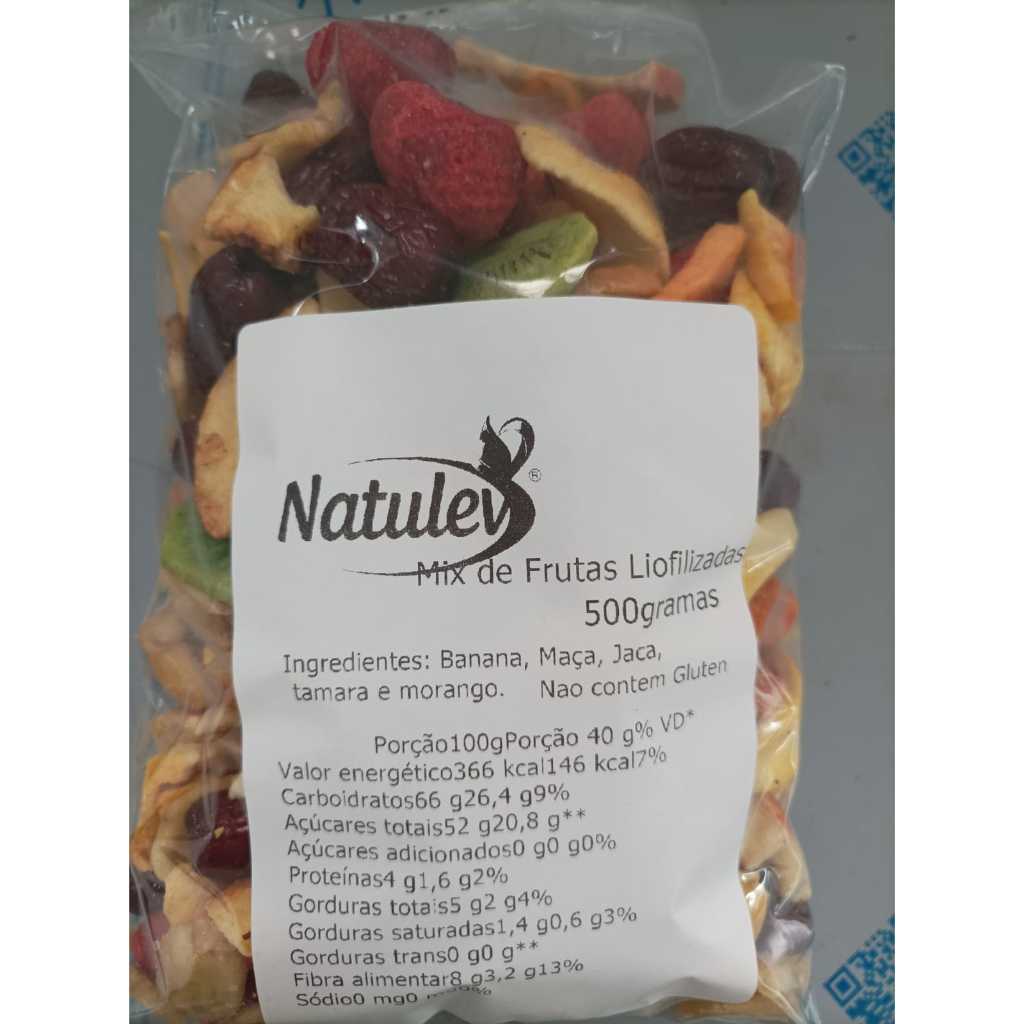 Natulev
®
Mix de Frutas Liofilizadas
500gramas
Ingredientes: Banana, Maça, Jaca,
tamara e morango. Nao contem Gluten
Porção100gPorção 40 g% VD*
Valor energético366 kcal146 kcal7%
Carboidratos66 g26,4 g9%
Açúcares totais52 g20,8 g**
Açúcares adicionados0 g0 g0%
Proteínas4 g1,6 g2%
Gorduras totais5 g2 g4%
Gorduras saturadas1,4 g0,6 g3%
Gorduras trans0 g0 g**
Fibra alimentar8 g3,2 g13%
Sódio0 mg0